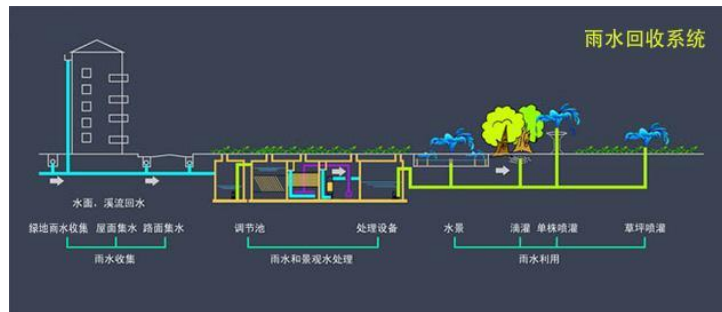 雨水回收系统
水面、溪流回水
绿地雨水收集 屋面集水 路面集水
调节池 处理设备
水景 滴灌 单株喷灌 草坪喷灌
雨水收集
雨水和景观水处理
雨水利用